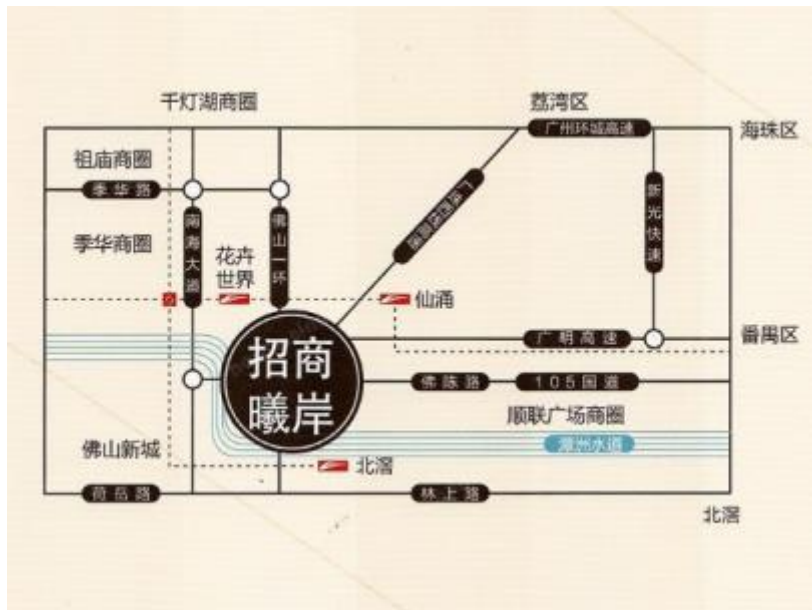 千灯湖商圈
荔湾区
广州环城高速
海珠区
祖庙商圈
季华路
新光快速
南海大道
佛山一环
季华商圈
花卉
世界
仙涌
广明高速
番禺区
招商
曦岸
佛陈路
105国道
顺联广场商圈
潭州水道
佛山新城
北滘
荷岳路
林上路
北滘